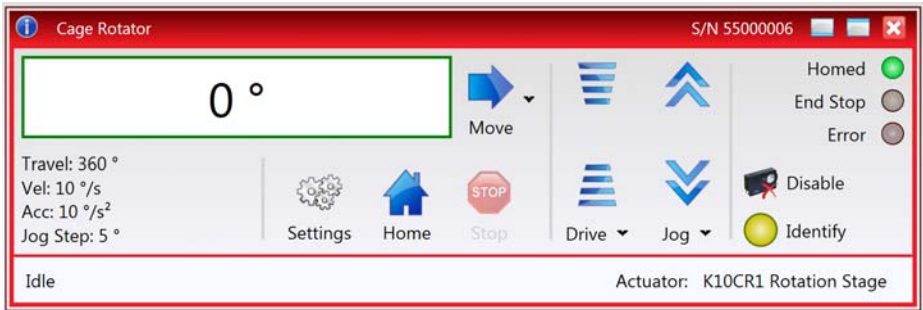 Cage Rotator S/N 55000006
0 °
Move
Homed
End Stop
Error
Travel: 360 °
Vel: 10 °/s
Acc: 10 °/s²
Jog Step: 5 °
Settings
Home
STOP
Stop
Drive
Jog
Disable
Identify
Idle
Actuator: K10CR1 Rotation Stage